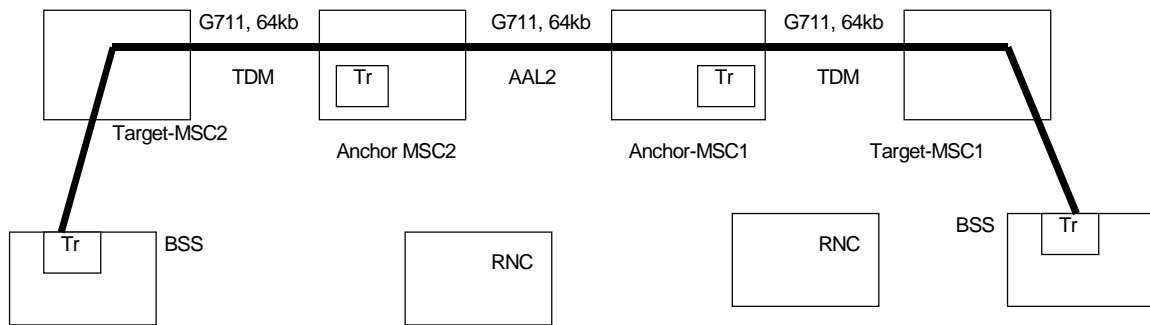 G711, 64kb G711, 64kb G711, 64kb
Tr Tr
TDM AAL2 TDM
Target-MSC2
Anchor MSC2 Anchor-MSC1 Target-MSC1
Tr BSS BSS Tr
RNC RNC